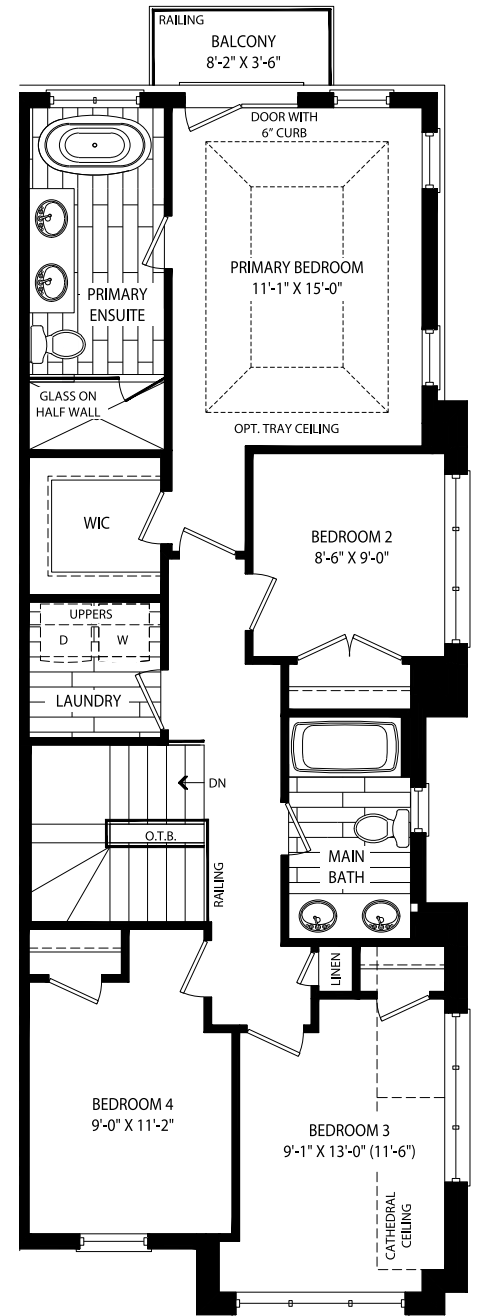 RAILING
BALCONY
8'-2" X 3'-6"
DOOR WITH
6" CURB
PRIMARY BEDROOM
11'-1" X 15'-0"
PRIMARY
ENSUITE
GLASS ON
HALF WALL
OPT. TRAY CEILING
WIC
BEDROOM 2
8'-6" X 9'-0"
UPPERS
D
W
LAUNDRY
DN
O.T.B.
RAILING
MAIN
BATH
LINEN
BEDROOM 4
9'-0" X 11'-2"
BEDROOM 3
9'-1" X 13'-0" (11'-6")
CATHEDRAL
CEILING